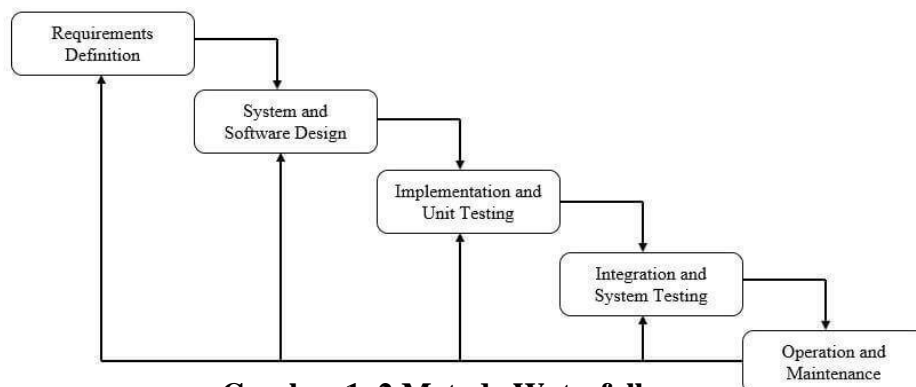 Requirements
Definition
System and
Software Design
Implementation and
Unit Testing
Integration and
System Testing
Operation and
Maintenance
Gambar 1. 2 Metode Waterfall